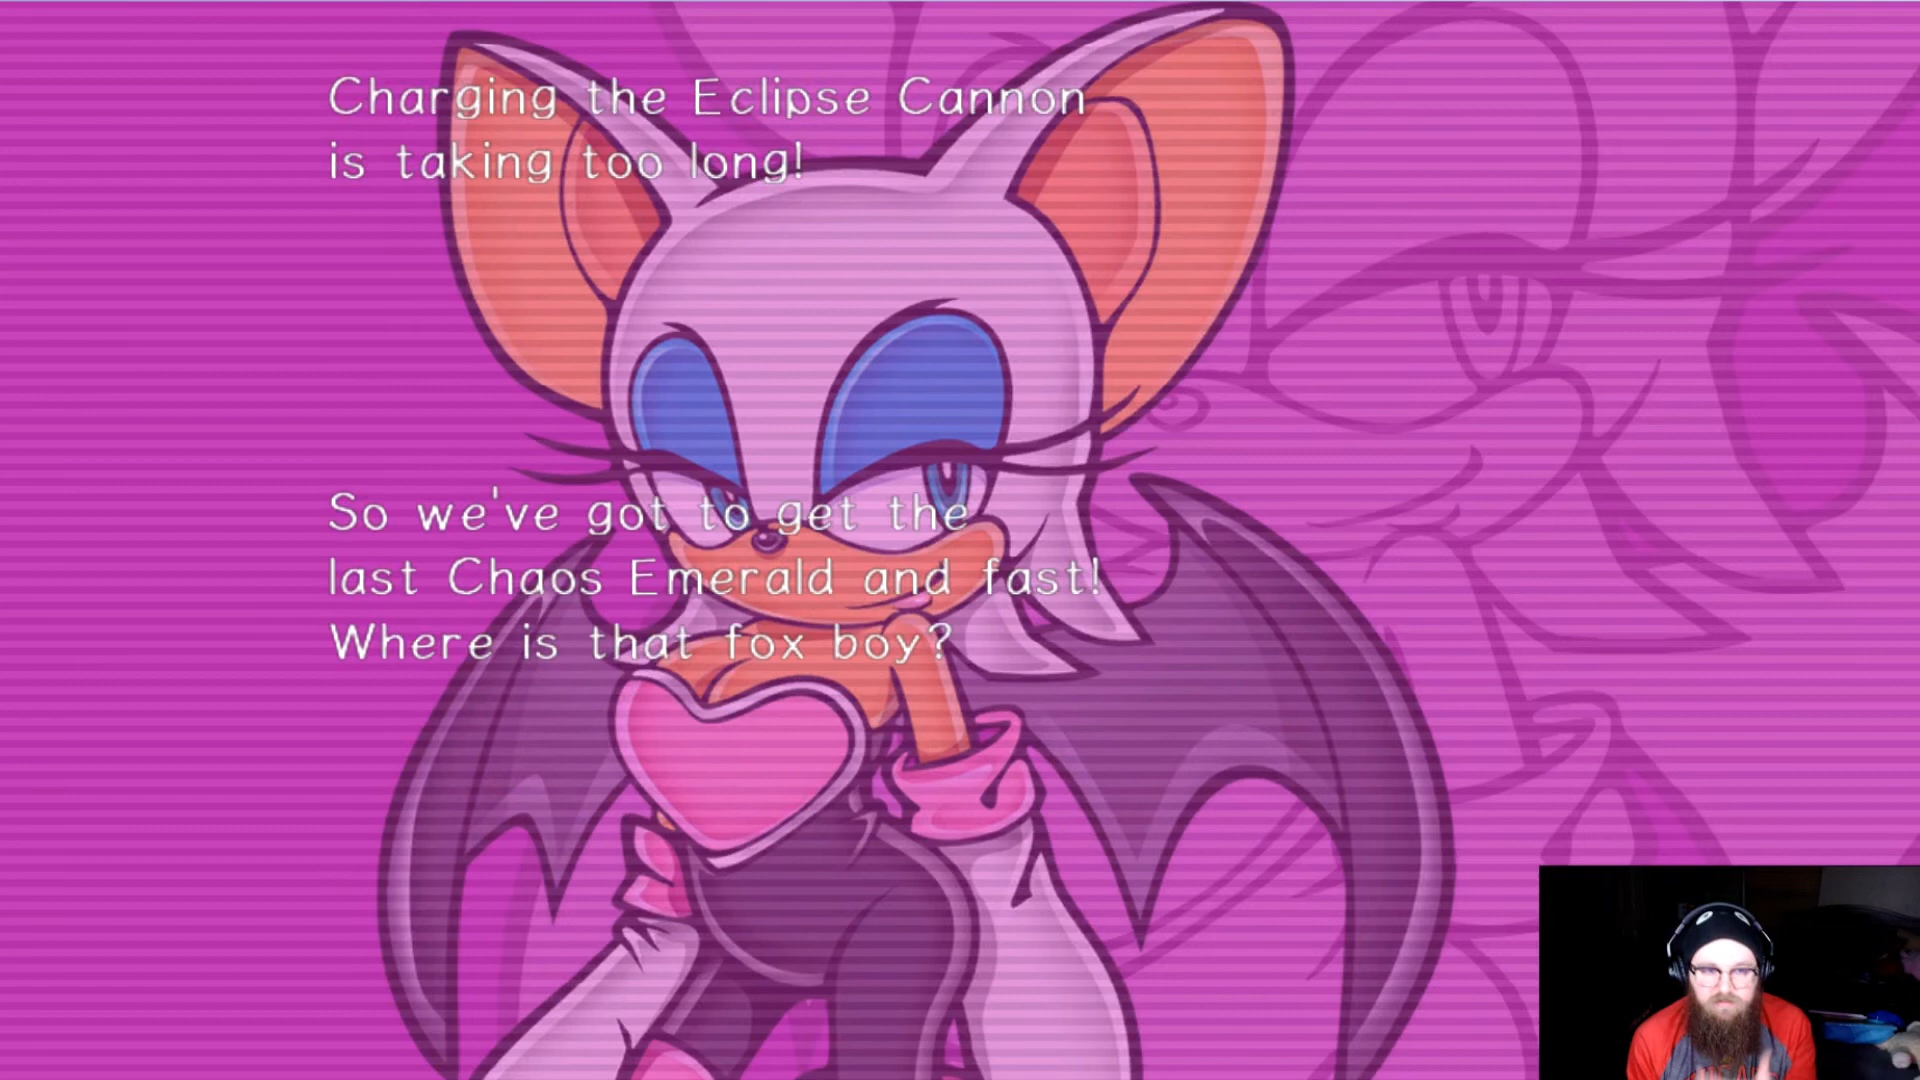 Charging the Eclipse Cannon
is taking too long!
So we've got to get the
last Chaos Emerald and fast!
Where is that fox boy?